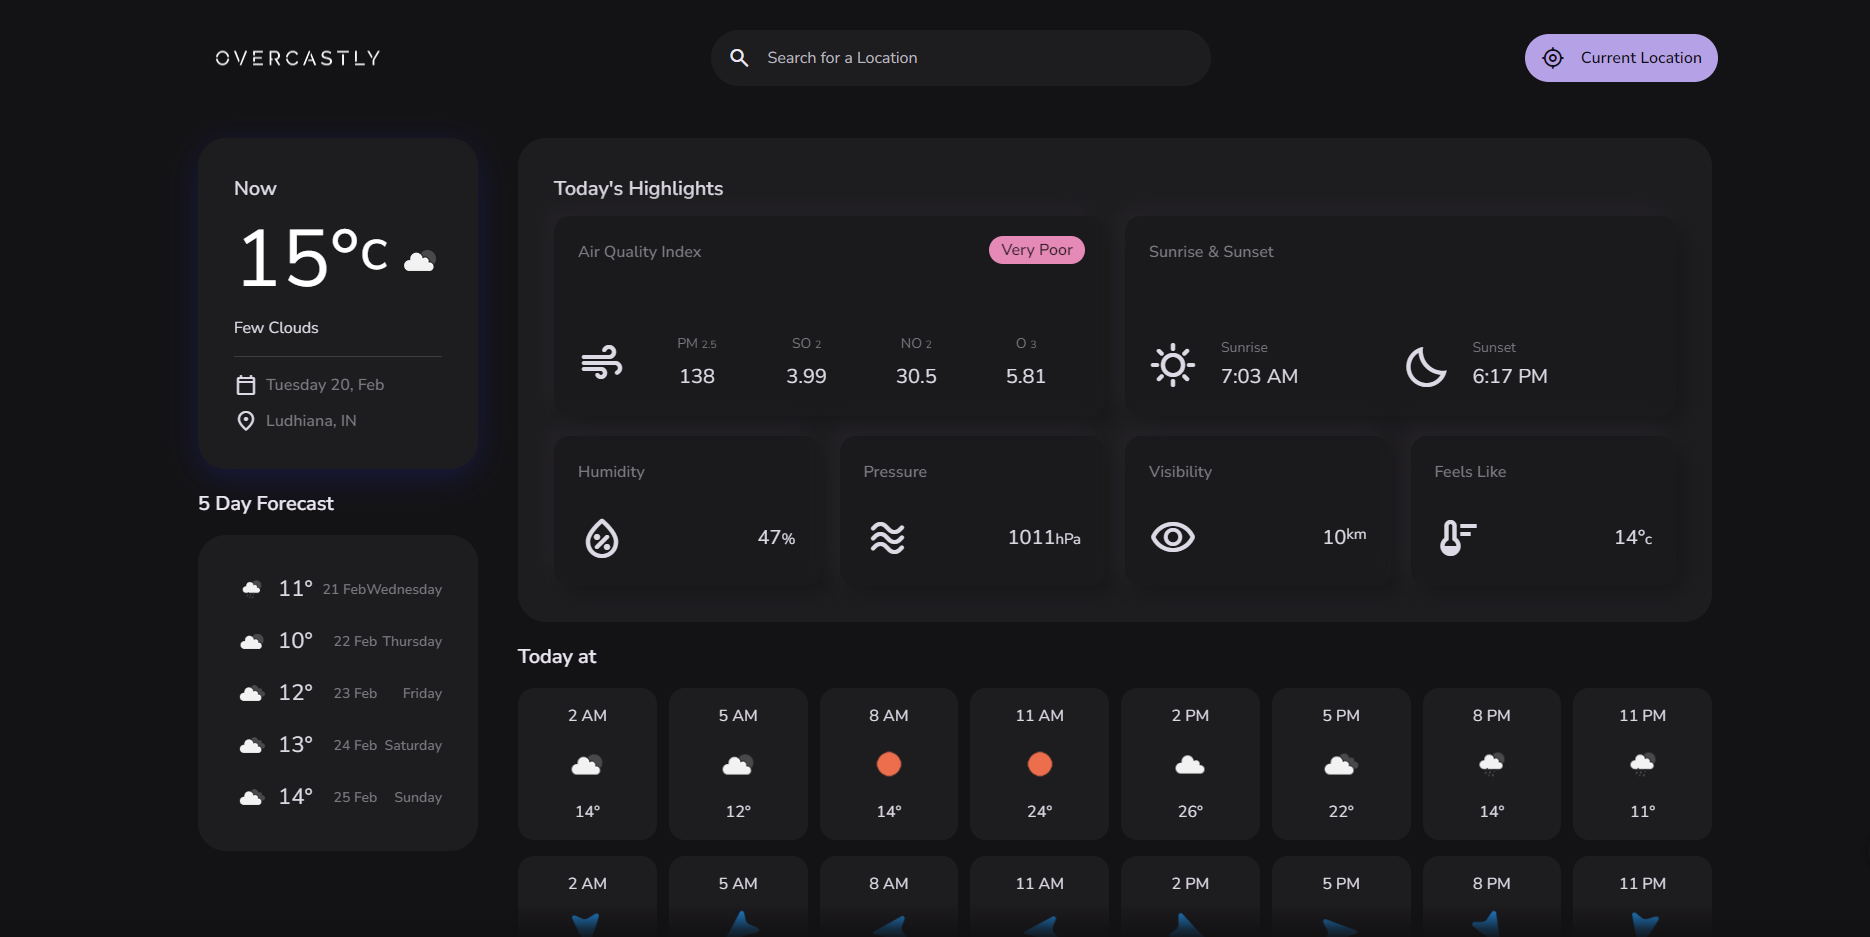 OVERCASTLY
Search for a Location
Current Location
Now
15°c
Few Clouds
Tuesday 20, Feb
Ludhiana, IN
5 Day Forecast
11° 21 FebWednesday
10° 22 Feb Thursday
12° 23 Feb Friday
13° 24 Feb Saturday
14° 25 Feb Sunday
Today's Highlights
Air Quality Index
Very Poor
PM 2.5 SO 2 NO 2 O 3
138 3.99 30.5 5.81
Sunrise & Sunset
Sunrise
7:03 AM
Sunset
6:17 PM
Humidity
47%
Pressure
1011hPa
Visibility
10km
Feels Like
14°c
Today at
2 AM 5 AM 8 AM 11 AM 2 PM 5 PM 8 PM 11 PM
14° 12° 14° 24° 26° 22° 14° 11°
2 AM 5 AM 8 AM 11 AM 2 PM 5 PM 8 PM 11 PM